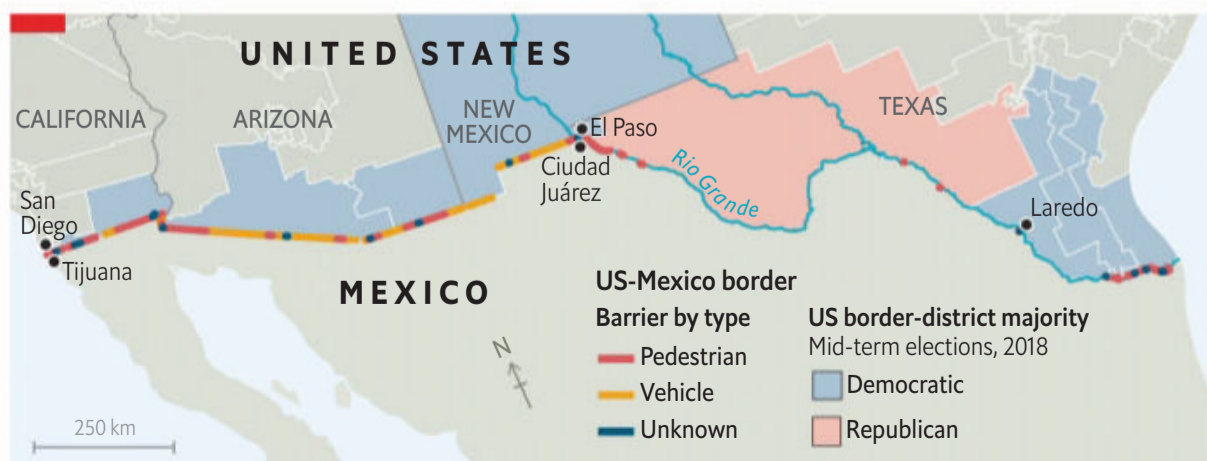 UNITED STATES
CALIFORNIA
ARIZONA
NEW
MEXICO
TEXAS
El Paso
Ciudad
Juárez
Rio Grande
San
Diego
Tijuana
Laredo
MEXICO
N
250 km
US-Mexico border
Barrier by type
Pedestrian
Vehicle
Unknown
US border-district majority
Mid-term elections, 2018
Democratic
Republican